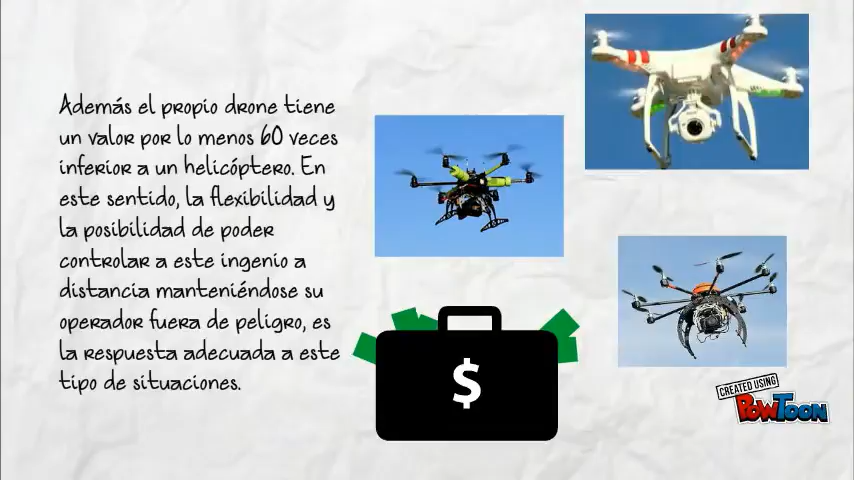 Además el propio drone tiene
un valor por lo menos 60 veces
inferior a un helicóptero. En
este sentido, la flexibilidad y
la posibilidad de poder
controlar a este ingenio a
distancia manteniéndose su
operador fuera de peligro, es
la respuesta adecuada a este
tipo de situaciones.
$
CREATED USING
POWTOON